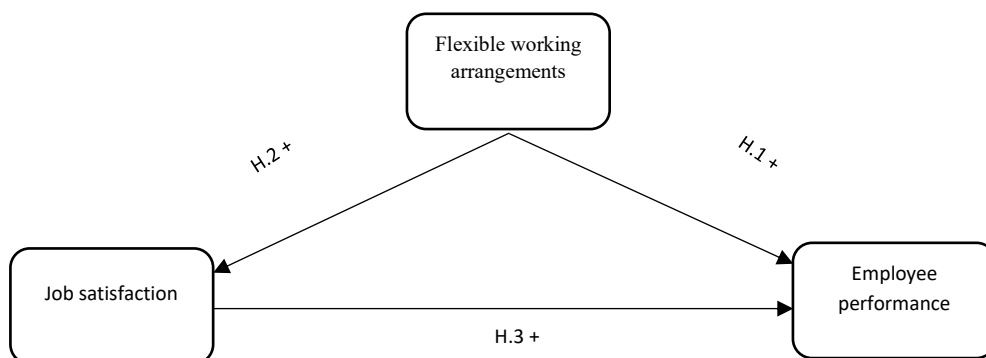 Flexible working
arrangements
H.2 +
H.1 +
Job satisfaction
Employee
performance
H.3 +